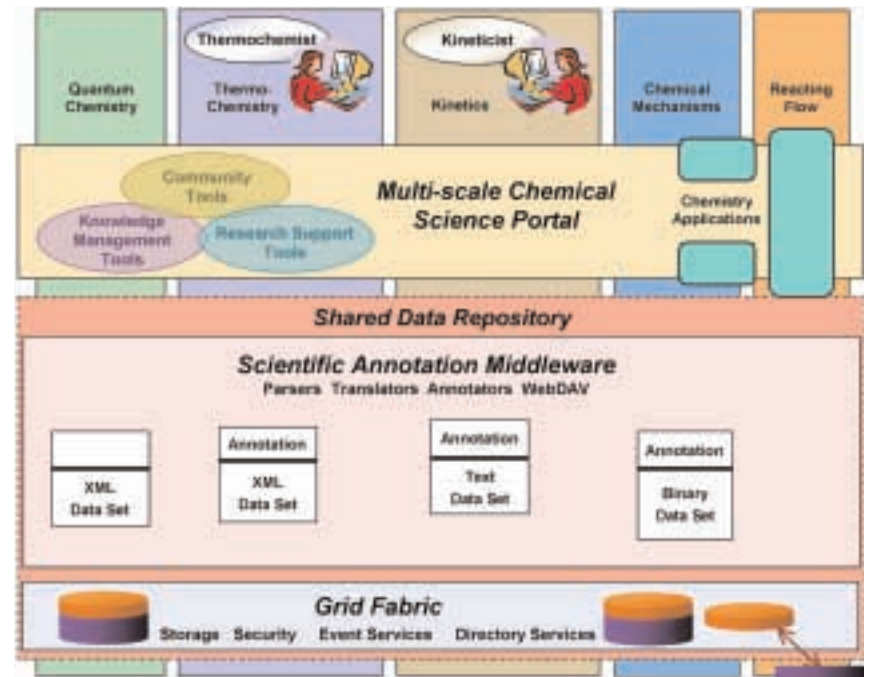 Thermochemist
Kineticist
Quantum
Chemistry
Thermo-
Chemistry
Kinetics
Chemical
Mechanisms
Reacting
Flow
Community
Tools
Knowledge
Management
Tools
Research Support
Tools
Multi-scale Chemical
Science Portal
Chemistry
Applications
Shared Data Repository
Scientific Annotation Middleware
Parsers Translators Annotators WebDAV
XML
Data Set
Annotation
XML
Data Set
Annotation
Text
Data Set
Annotation
Binary
Data Set
Grid Fabric
Storage Security Event Services Directory Services